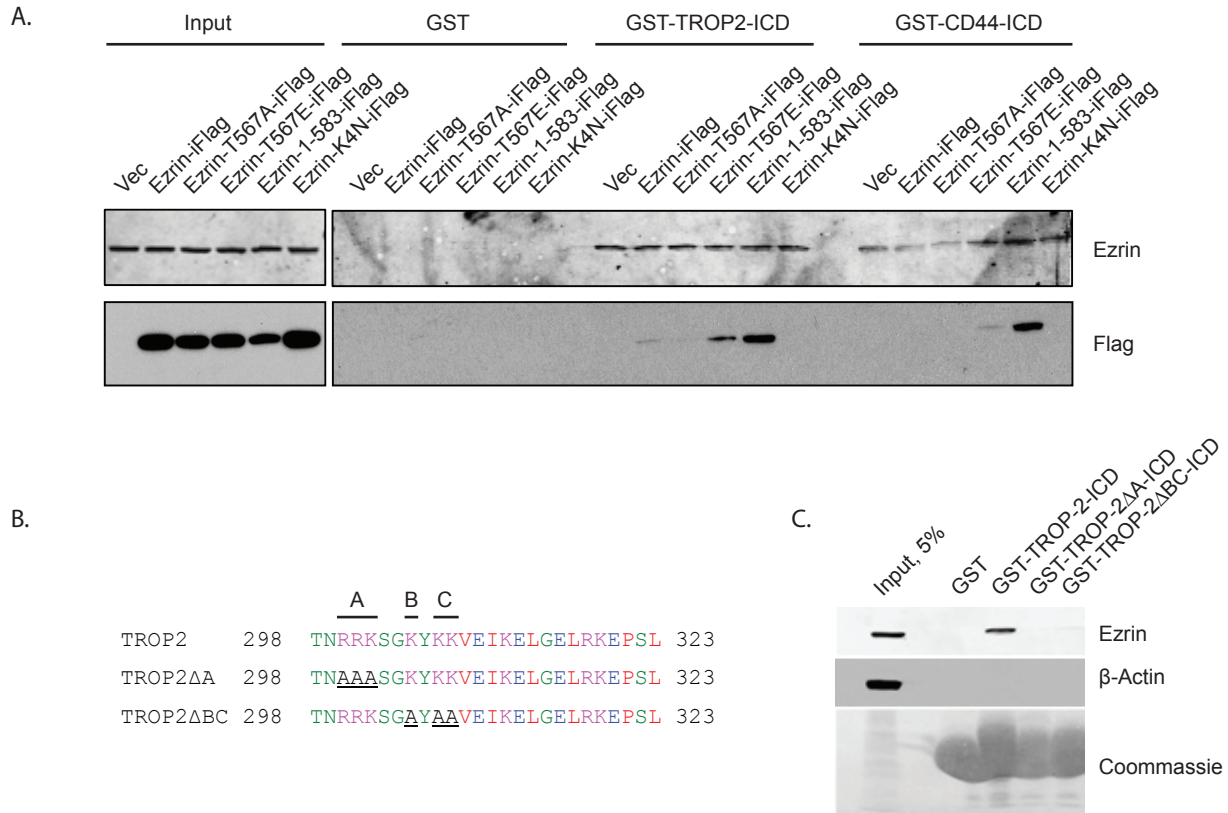 A.
Input GST GST-TROP2-ICD GST-CD44-ICD
Vec
Ezrin-iFlag
Ezrin-T567A-iFlag
Ezrin-T567E-iFlag
Ezrin-1-583-iFlag
Ezrin-K4N-iFlag
Vec
Ezrin-iFlag
Ezrin-T567A-iFlag
Ezrin-T567E-iFlag
Ezrin-1-583-iFlag
Ezrin-K4N-iFlag
Vec
Ezrin-iFlag
Ezrin-T567A-iFlag
Ezrin-T567E-iFlag
Ezrin-1-583-iFlag
Ezrin-K4N-iFlag
Vec
Ezrin-iFlag
Ezrin-T567A-iFlag
Ezrin-T567E-iFlag
Ezrin-1-583-iFlag
Ezrin-K4N-iFlag
Ezrin
Flag
B.
A B C
TROP2 298 TNRRKSGKYKKVEIKELGELRKEPSL 323
TROP2ΔA 298 TNAAASGKYKKVEIKELGELRKEPSL 323
TROP2ΔBC 298 TNRRKSGAYAAVEIKELGELRKEPSL 323
C.
Input, 5%
GST
GST-TROP-2-ICD
GST-TROP-2ΔA-ICD
GST-TROP-2ΔBC-ICD
Ezrin
β-Actin
Coommassie